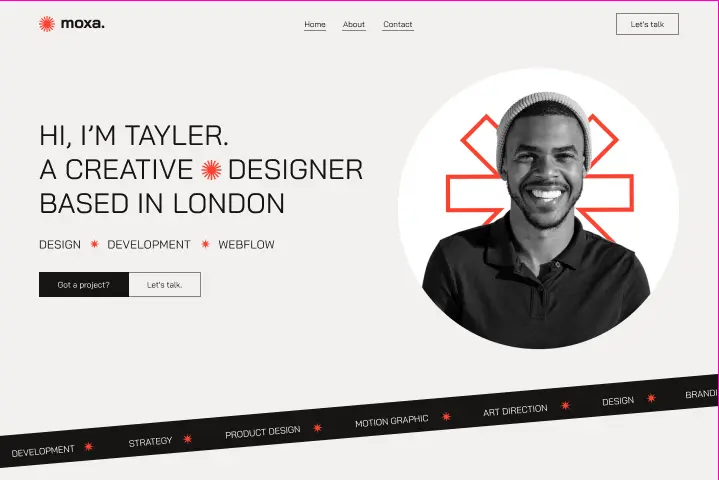 moxa.
Home About Contact
Let's talk
HI, I'M TAYLER.
A CREATIVE DESIGNER
BASED IN LONDON
DESIGN DEVELOPMENT WEBFLOW
Got a project? Let's talk.
DEVELOPMENT STRATEGY PRODUCT DESIGN MOTION GRAPHIC ART DIRECTION DESIGN BRANDI